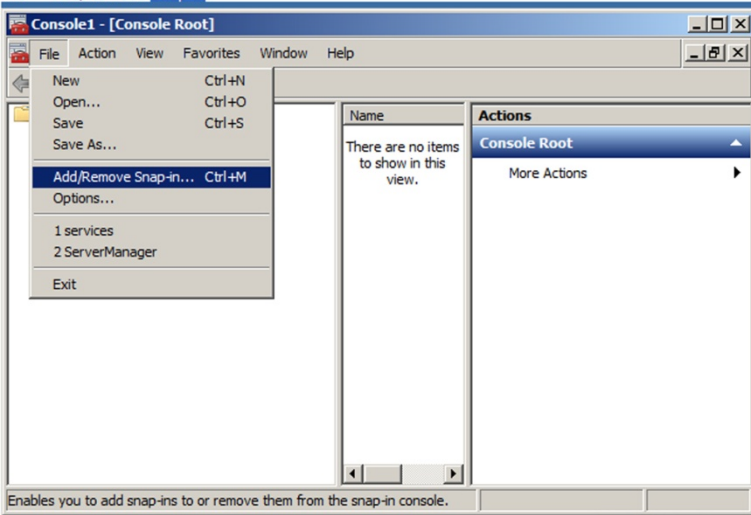 Console1 - [Console Root]
File Action View Favorites Window Help
New Ctrl+N
Open... Ctrl+O
Save Ctrl+S
Save As...
Add/Remove Snap-in... Ctrl+M
Options...
1 services
2 ServerManager
Exit
Name
There are no items
to show in this
view.
Actions
Console Root
More Actions
Enables you to add snap-ins to or remove them from the snap-in console.